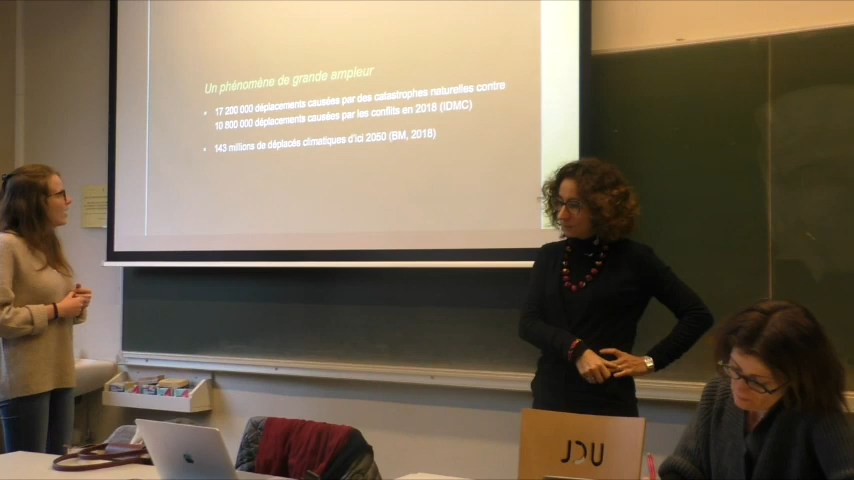 Un phénomène de grande ampleur
• 17 200 000 déplacements causées par des catastrophes naturelles contre
10 800 000 déplacements causées par les conflits en 2018 (IDMC)
• 143 millions de déplacés climatiques d'ici 2050 (BM, 2018)